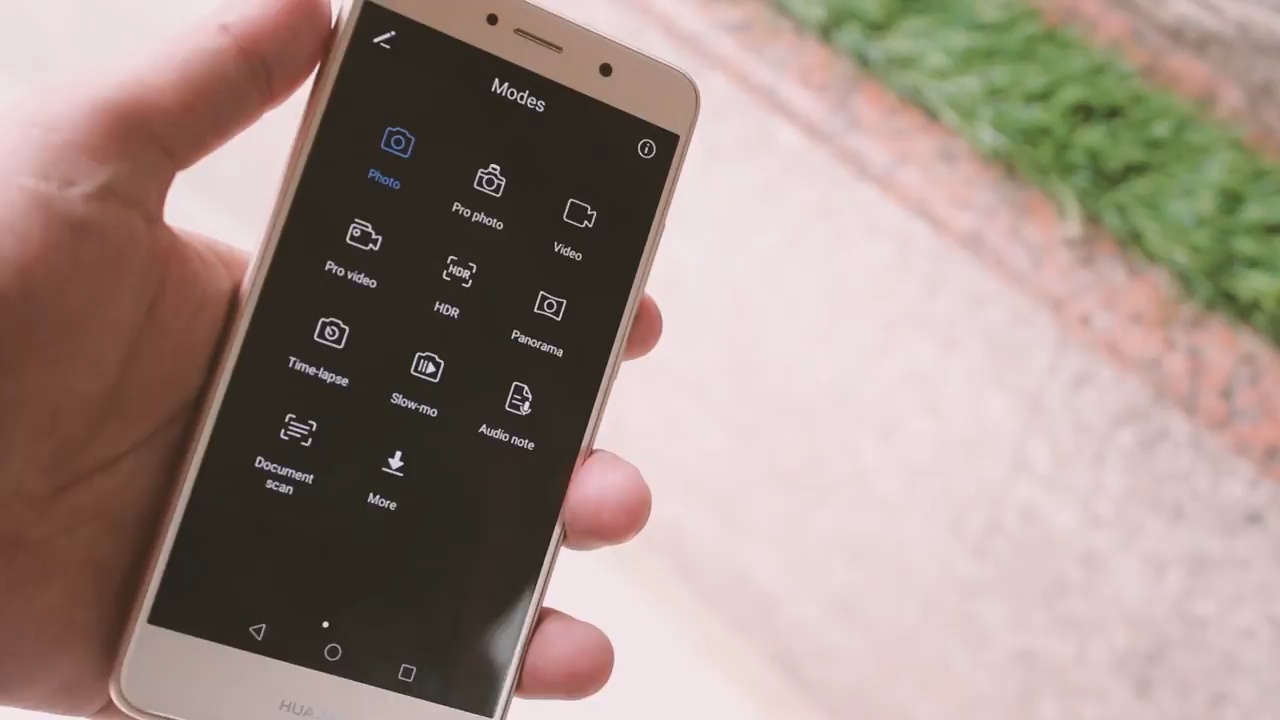 Modes
Photo
Pro photo
Video
Pro video
HDR
HDR
Panorama
Time-lapse
Slow-mo
Audio note
Document
scan
More